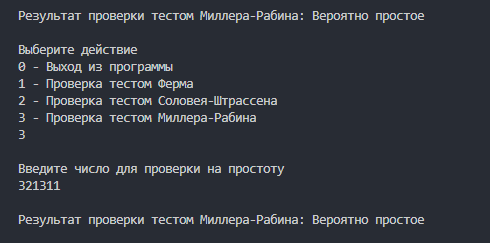 Результат проверки тестом Миллера-Рабина: Вероятно простое
Выберите действие
0 - Выход из программы
1 - Проверка тестом Ферма
2 - Проверка тестом Соловея-Штрассена
3 - Проверка тестом Миллера-Рабина
3
Введите число для проверки на простоту
321311
Результат проверки тестом Миллера-Рабина: Вероятно простое